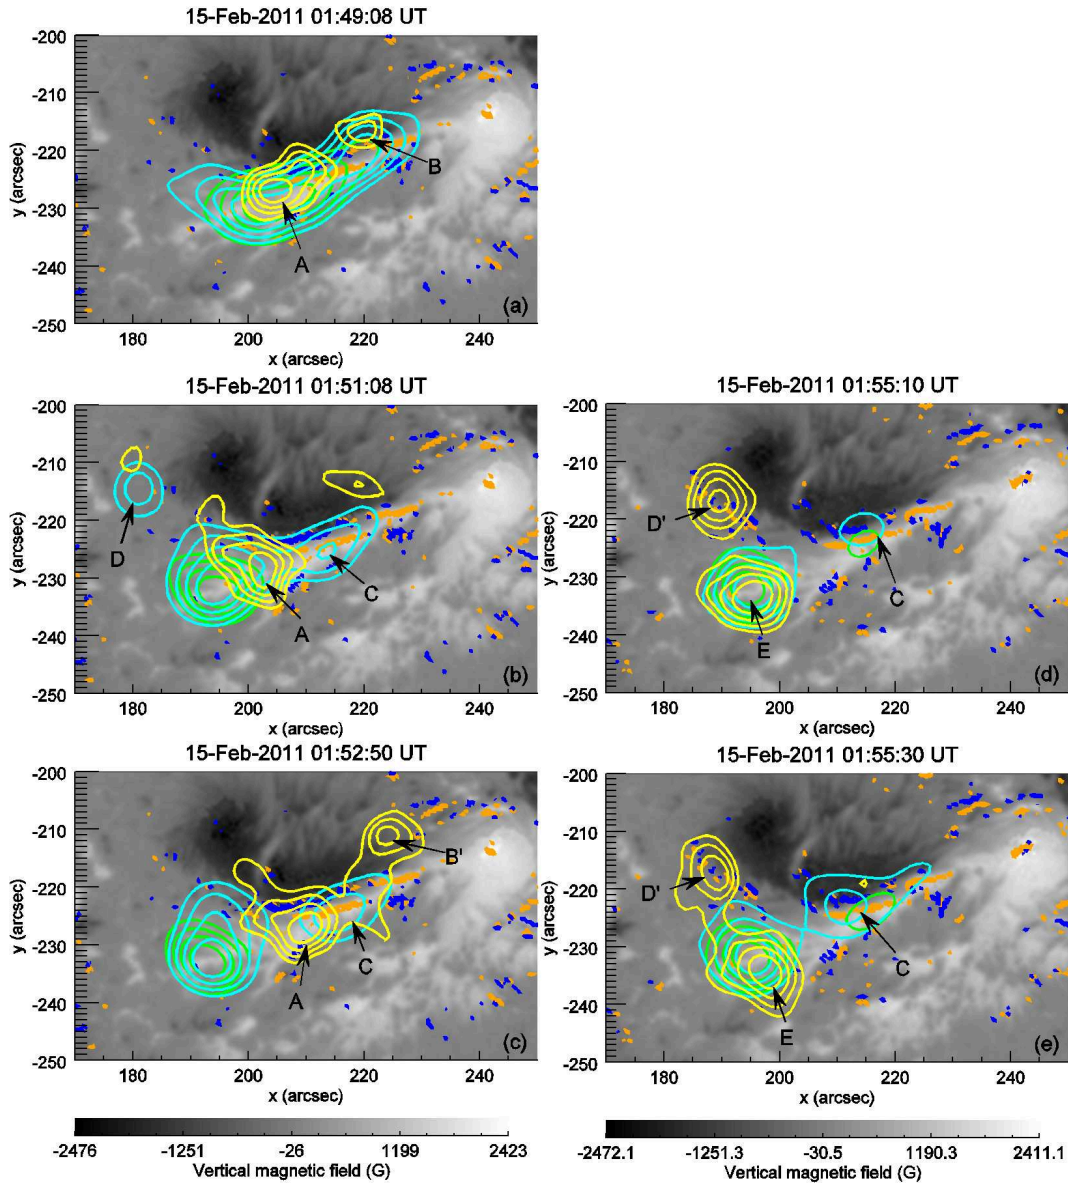 15-Feb-2011 01:49:08 UT
-200
-210
-220
-230
-240
-250
y (arcsec)
B
A
(a)
180 200 220 240
x (arcsec)
15-Feb-2011 01:51:08 UT
-200
-210
-220
-230
-240
-250
y (arcsec)
D
C
A
(b)
180 200 220 240
x (arcsec)
15-Feb-2011 01:52:50 UT
-200
-210
-220
-230
-240
-250
y (arcsec)
B'
C
A
(c)
180 200 220 240
x (arcsec)
-2476 -1251 -26 1199 2423
Vertical magnetic field (G)
15-Feb-2011 01:55:10 UT
-200
-210
-220
-230
-240
-250
y (arcsec)
D'
C
E
(d)
180 200 220 240
x (arcsec)
15-Feb-2011 01:55:30 UT
-200
-210
-220
-230
-240
-250
y (arcsec)
D'
C
E
(e)
180 200 220 240
x (arcsec)
-2472.1 -1251.3 -30.5 1190.3 2411.1
Vertical magnetic field (G)